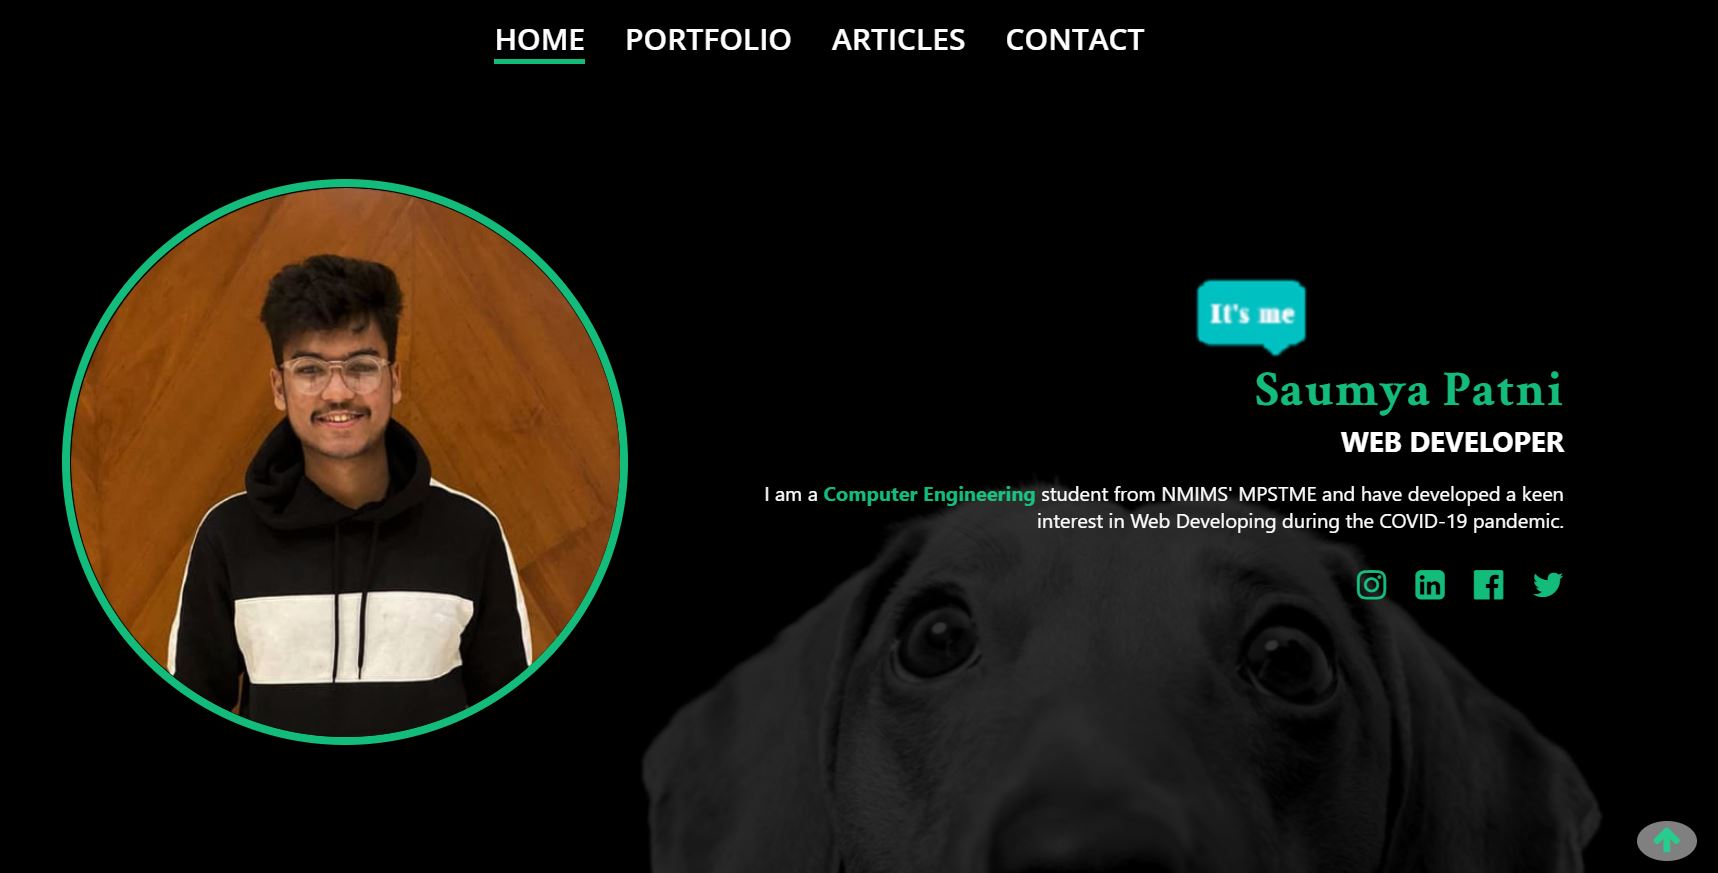 HOME PORTFOLIO ARTICLES CONTACT
It's me
Saumya Patni
WEB DEVELOPER
I am a Computer Engineering student from NMIMS' MPSTME and have developed a keen
interest in Web Developing during the COVID-19 pandemic.